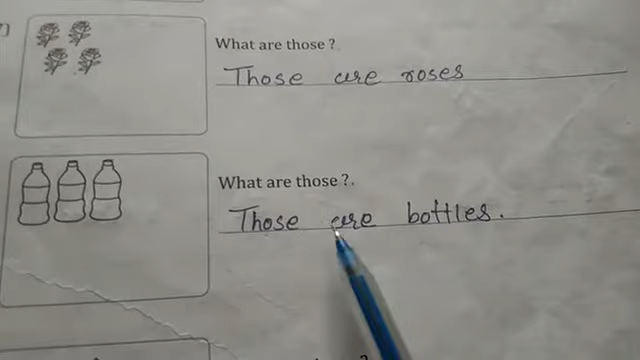 What are those ?
Those are roses
What are those ?.
Those are bottles.